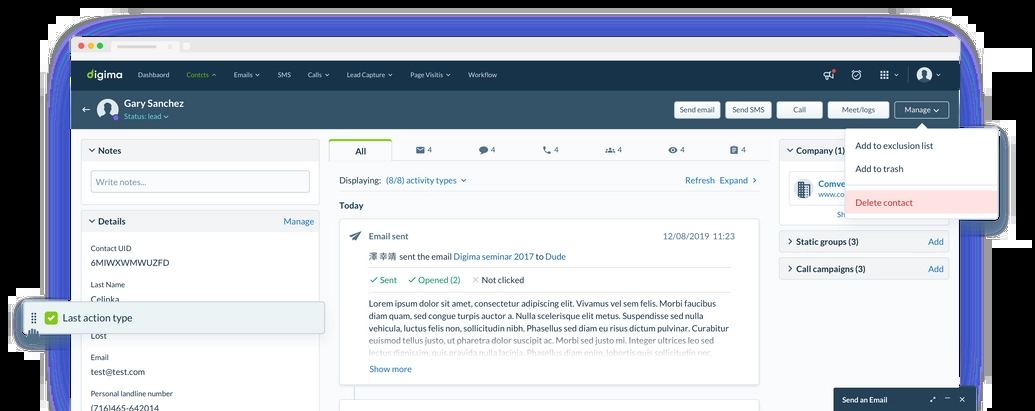 digima
Dashbaord
Contcts
Emails
SMS
Calls
Lead Capture
Page Visitis
Workflow
Gary Sanchez
Status: lead
Send email
Send SMS
Call
Meet/logs
Manage
Add to exclusion list
Add to trash
Delete contact
Notes
Write notes...
Details
Manage
Contact UID
6MIWXWMWUZFD
Last Name
Celinka
Last action type
Lost
Email
test@test.com
Personal landline number
(716)465-642014
All
4
4
4
4
4
4
Displaying: (8/8) activity types
Refresh Expand
Today
Email sent
12/08/2019 11:23
澤 幸靖 sent the email Digima seminar 2017 to Dude
Sent
Opened (2)
Not clicked
Lorem ipsum dolor sit amet, consectetur adipiscing elit. Vivamus vel sem felis. Morbi faucibus
diam quam, sed congue turpis auctor a. Nulla scelerisque elit metus. Suspendisse sed nulla
vehicula, luctus felis non, sollicitudin nibh. Phasellus sed diam eu risus dictum pulvinar. Curabitur
euismod tellus justo, ut pharetra dolor suscipit ac. Morbi sed justo mi. Integer ultrices leo sed
lectus dignissim, quis gravida nulla lacinia. Phasellus diam enim, lobortis quis sollicitudin nec,
Show more
Company (1)
Comve
www.co
Sh
Static groups (3)
Add
Call campaigns (3)
Add
Send an Email